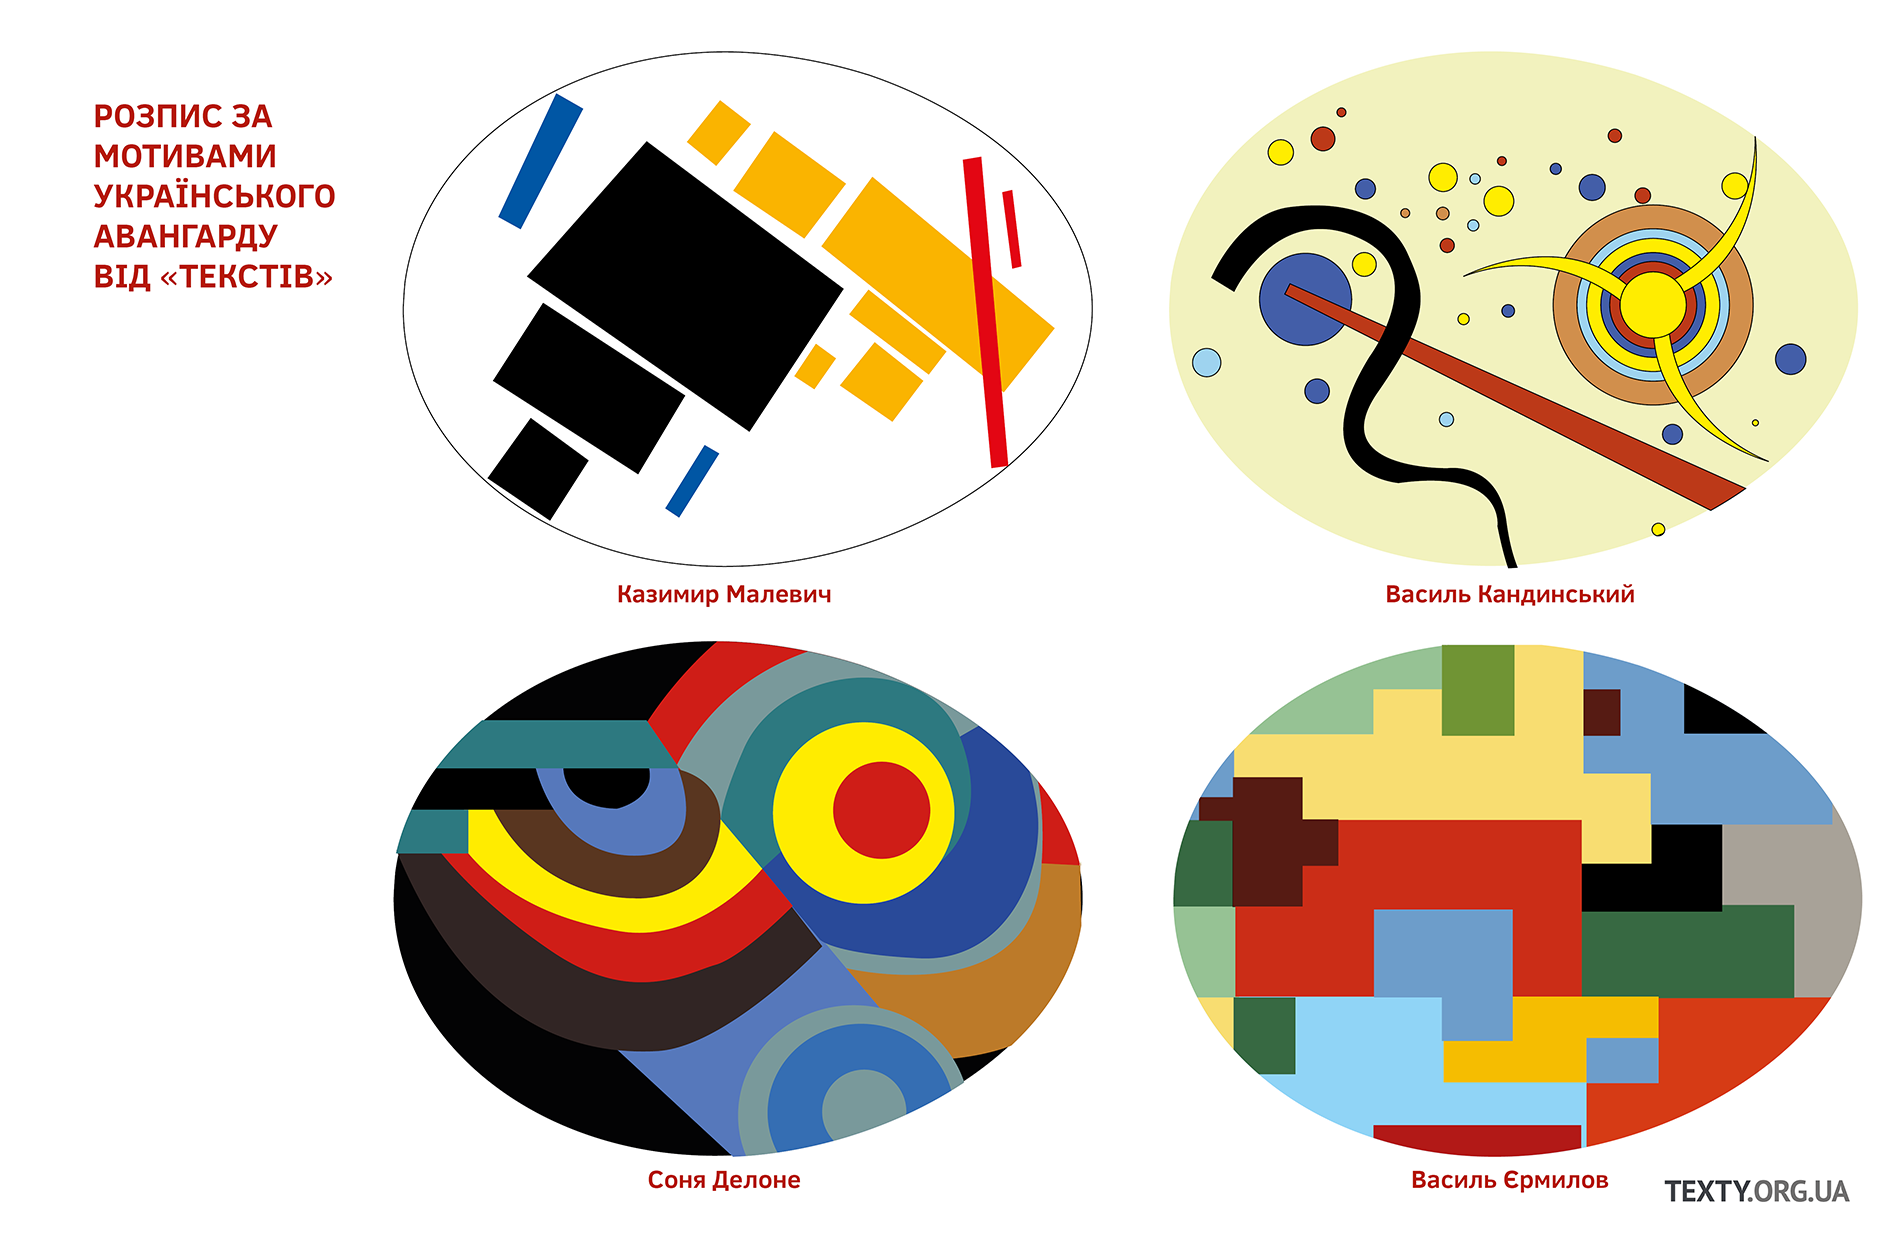 РОЗПИС ЗА
МОТИВАМИ
УКРАЇНСЬКОГО
АВАНГАРДУ
ВІД «ТЕКСТІВ»
Казимир Малевич
Василь Кандинський
Соня Делоне
Василь Єрмилов
TEXTY.ORG.UA